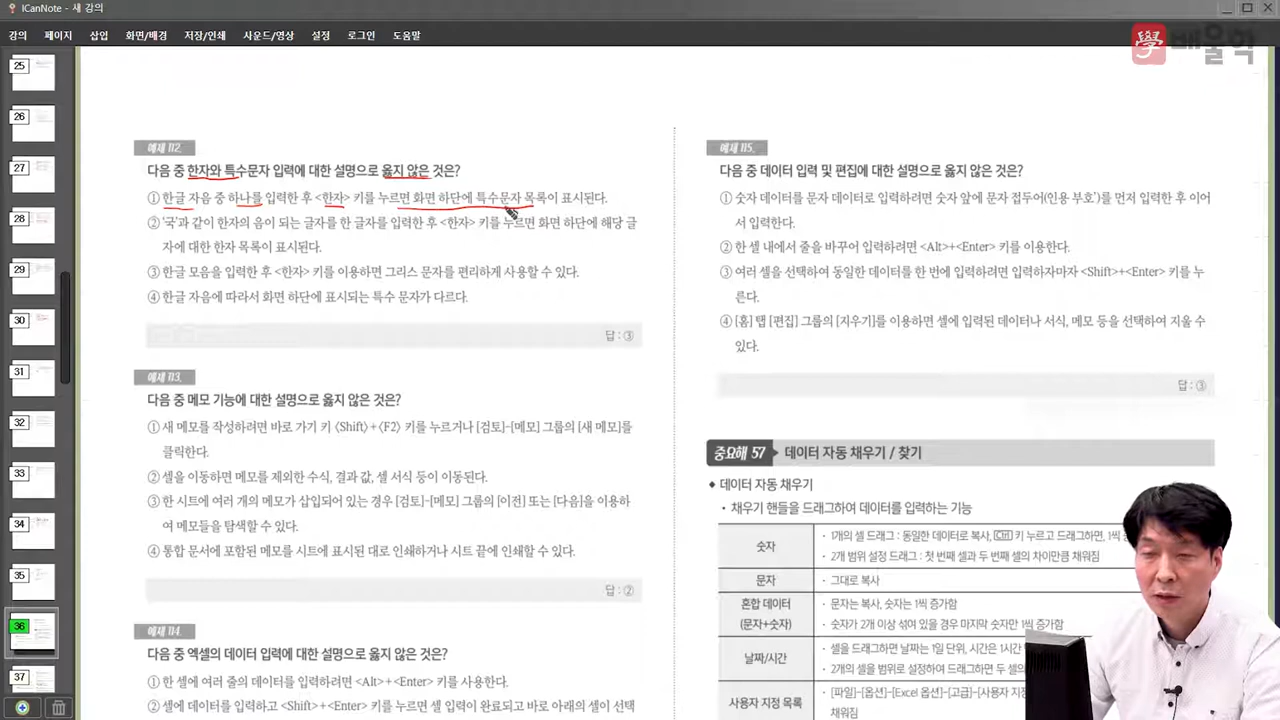 ICanNote - 새 강의
강의 페이지 삽입 화면/배경 저장/인쇄 사운드/영상 설정 로그인 도움말
學 배울학
25
26
27
28
29
30
31
32
33
34
35
36
37
예제 112
다음 중 한자와 특수문자 입력에 대한 설명으로 옳지 않은 것은?
① 한글 자음 중 하나를 입력한 후 <한자> 키를 누르면 화면 하단에 특수문자 목록이 표시된다.
② '국'과 같이 한자의 음이 되는 글자를 한 글자를 입력한 후 <한자> 키를 누르면 화면 하단에 해당 글
자에 대한 한자 목록이 표시된다.
③ 한글 모음을 입력한 후 <한자> 키를 이용하면 그리스 문자를 편리하게 사용할 수 있다.
④ 한글 자음에 따라서 화면 하단에 표시되는 특수 문자가 다르다.
답 : ③
예제 113
다음 중 메모 기능에 대한 설명으로 옳지 않은 것은?
① 새 메모를 작성하려면 바로 가기 키 <Shift>+<F2> 키를 누르거나 [검토]-[메모] 그룹의 [새 메모]를
클릭한다.
② 셀을 이동하면 메모를 제외한 수식, 결과 값, 셀 서식 등이 이동된다.
③ 한 시트에 여러 개의 메모가 삽입되어 있는 경우 [검토]-[메모] 그룹의 [이전] 또는 [다음]을 이용하
여 메모들을 탐색할 수 있다.
④ 통합 문서에 포함된 메모를 시트에 표시된 대로 인쇄하거나 시트 끝에 인쇄할 수 있다.
답 : ②
예제 114
다음 중 엑셀의 데이터 입력에 대한 설명으로 옳지 않은 것은?
① 한 셀에 여러 줄의 데이터를 입력하려면 <Alt>+<Enter> 키를 사용한다.
② 셀에 데이터를 입력하고 <Shift>+<Enter> 키를 누르면 셀 입력이 완료되고 바로 아래의 셀이 선택
예제 115
다음 중 데이터 입력 및 편집에 대한 설명으로 옳지 않은 것은?
① 숫자 데이터를 문자 데이터로 입력하려면 숫자 앞에 문자 접두어(인용 부호')를 먼저 입력한 후 이어
서 입력한다.
② 한 셀 내에서 줄을 바꾸어 입력하려면 <Alt>+<Enter> 키를 이용한다.
③ 여러 셀을 선택하여 동일한 데이터를 한 번에 입력하려면 입력하자마자 <Shift>+<Enter> 키를 누
른다.
④ [홈] 탭 [편집] 그룹의 [지우기]를 이용하면 셀에 입력된 데이터나 서식, 메모 등을 선택하여 지울 수
있다.
답 : ③
중요해 57 데이터 자동 채우기 / 찾기
◆ 데이터 자동 채우기
· 채우기 핸들을 드래그하여 데이터를 입력하는 기능
숫자
· 1개의 셀 드래그 : 동일한 데이터로 복사, Ctrl 키 누르고 드래그하면, 1씩
· 2개 범위 설정 드래그 : 첫 번째 셀과 두 번째 셀의 차이만큼 채워짐
문자 · 그대로 복사
혼합 데이터
(문자+숫자)
· 문자는 복사, 숫자는 1씩 증가함
· 숫자가 2개 이상 섞여 있을 경우 마지막 숫자만 1씩 증가함
날짜/시간
· 셀을 드래그하면 날짜는 1일 단위, 시간은 1시간
· 2개의 셀을 범위로 설정하여 드래그하면 두 셀의
사용자 지정 목록
· [파일]-[옵션]-[Excel 옵션]-[고급]-[사용자 지정
채워짐